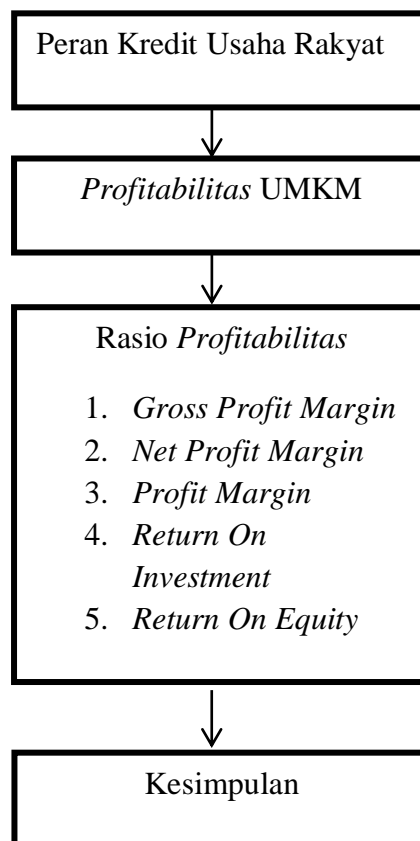 Peran Kredit Usaha Rakyat
Profitabilitas UMKM
Rasio Profitabilitas
1. Gross Profit Margin
2. Net Profit Margin
3. Profit Margin
4. Return On
Investment
5. Return On Equity
Kesimpulan